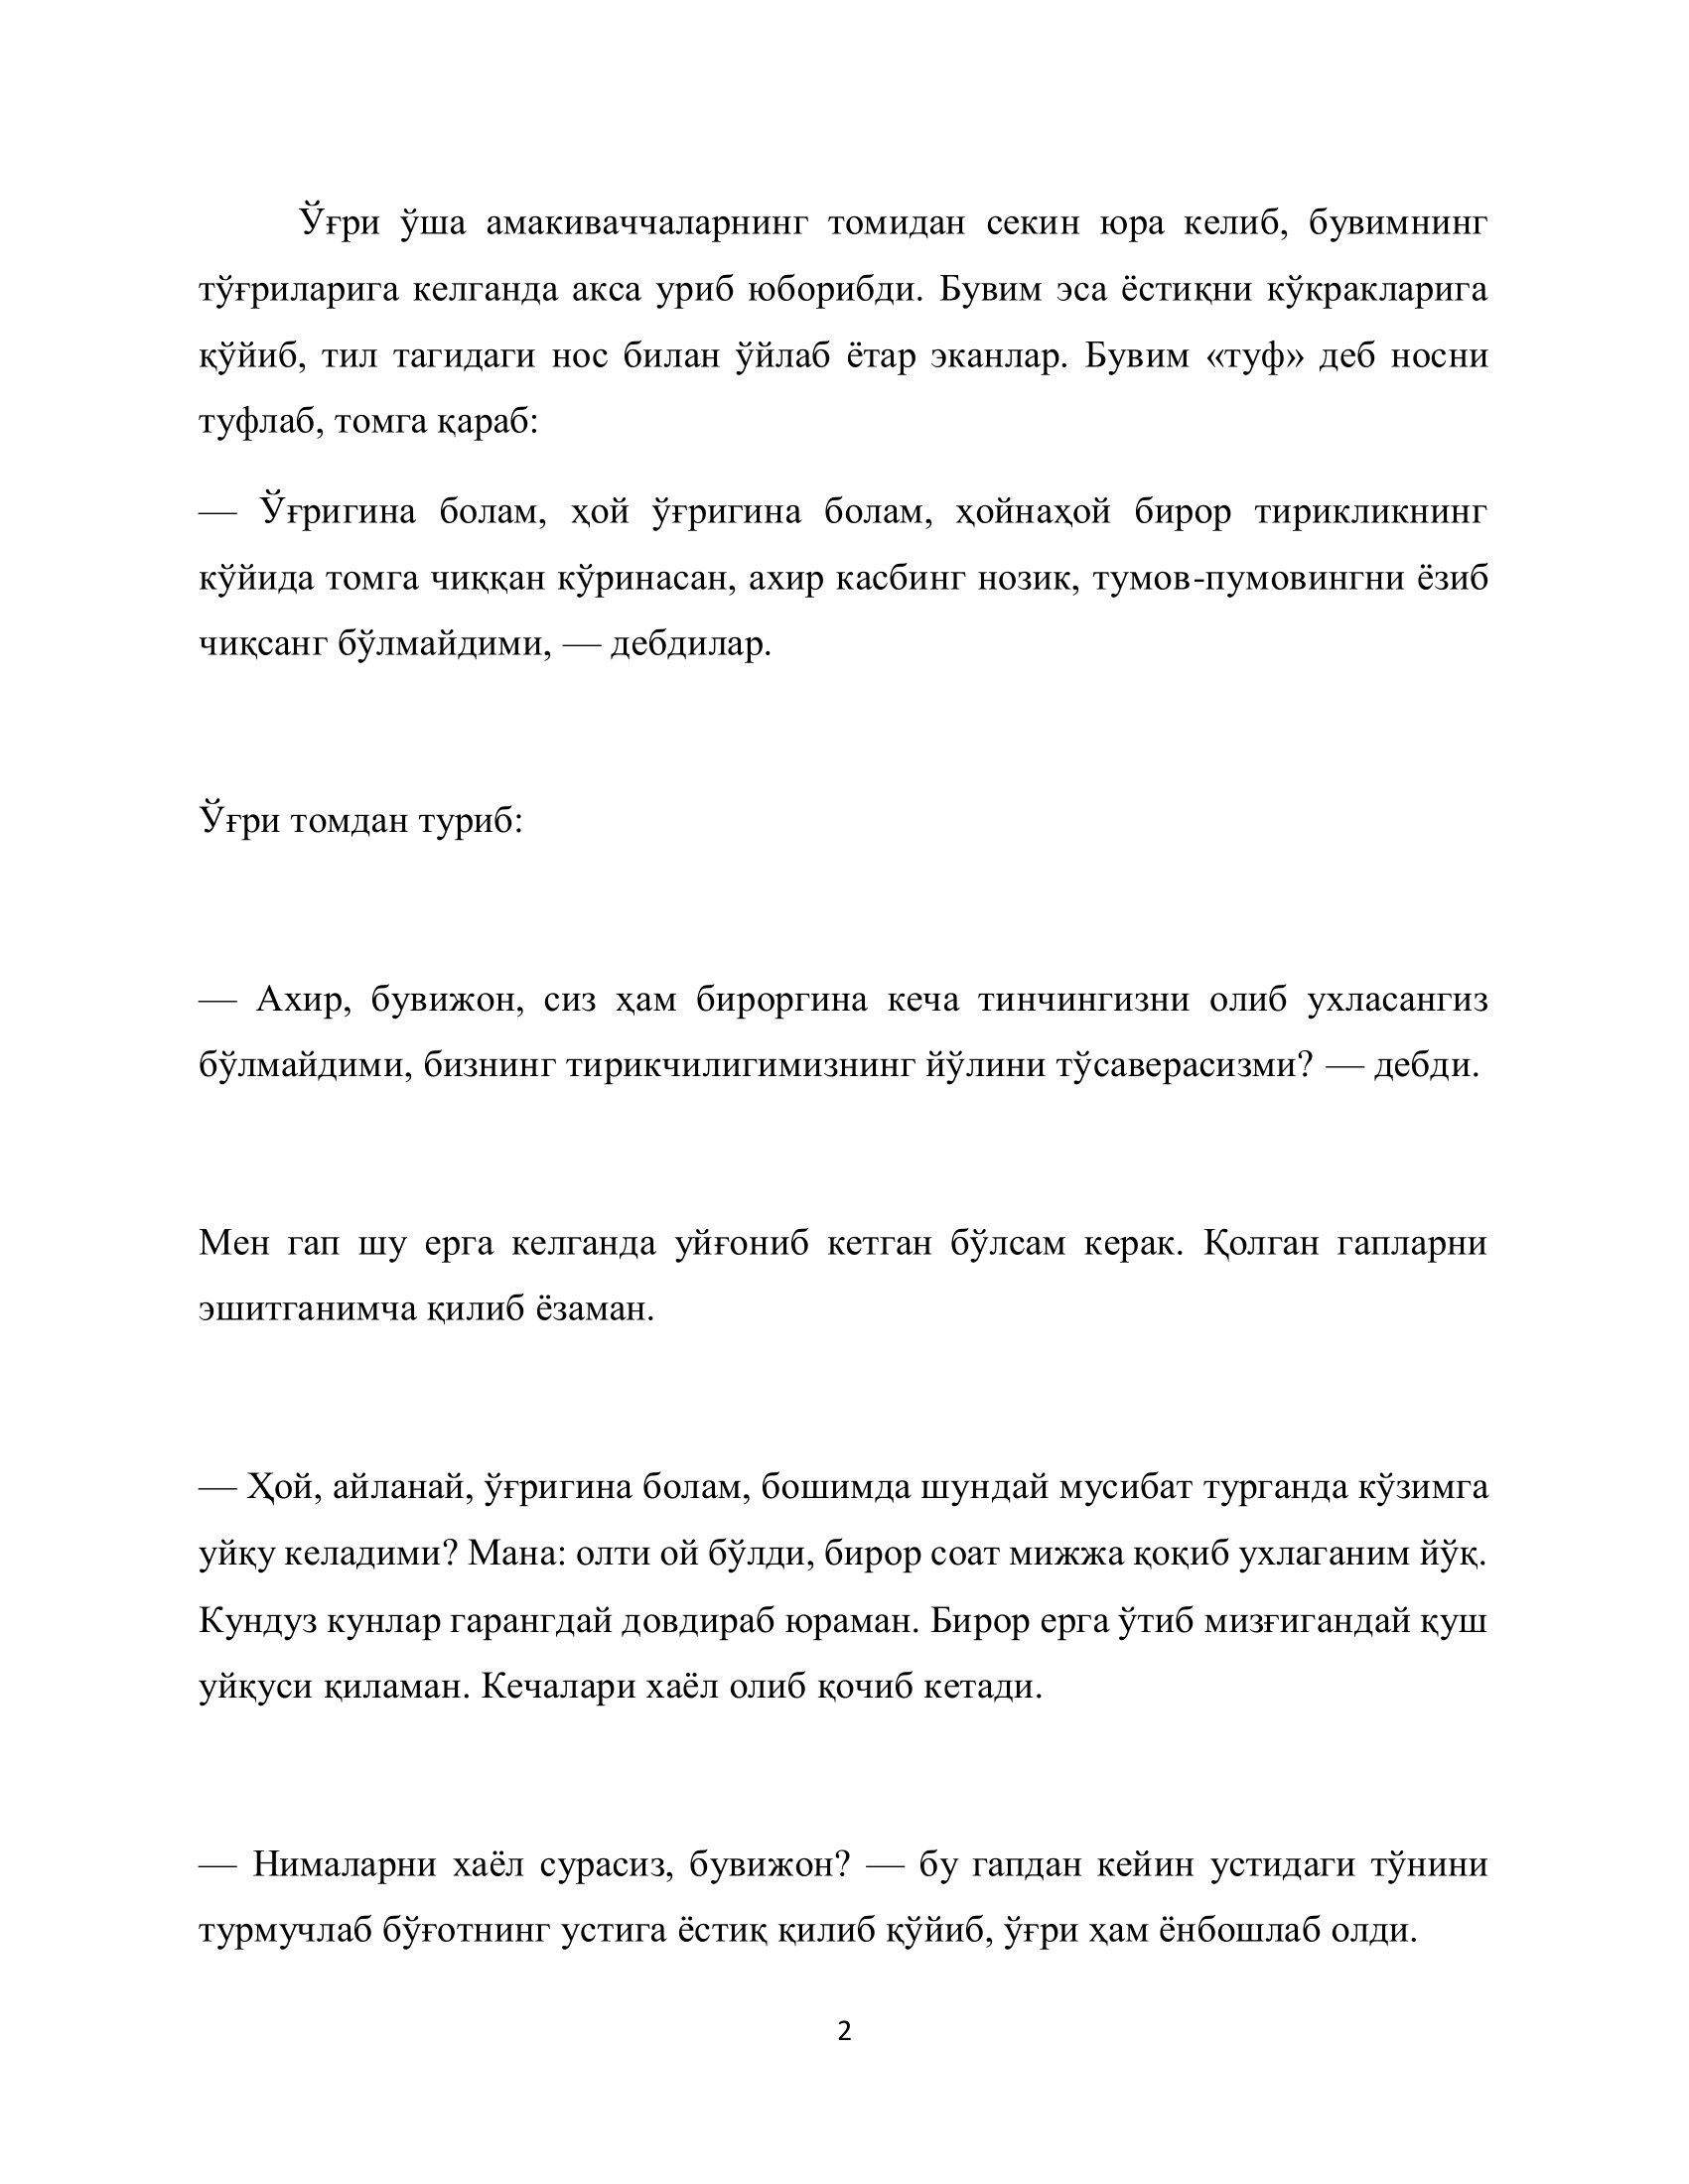 Ўғри ўша амакиваччаларнинг томидан секин юра келиб, бувимнинг
тўғриларига келганда акса уриб юборибди. Бувим эса ёстиқни кўкракларига
қўйиб, тил тагидаги нос билан ўйлаб ётар эканлар. Бувим «туф» деб носни
туфлаб, томга қараб:
— Ўғригина болам, ҳой ўғригина болам, ҳойнаҳой бирор тирикликнинг
кўйида томга чиққан кўринасан, ахир касбинг нозик, тумов-пумовингни ёзиб
чиқсанг бўлмайдими, — дебдилар.
Ўғри томдан туриб:
— Ахир, бувижон, сиз ҳам бироргина кеча тинчингизни олиб ухласангиз
бўлмайдими, бизнинг тирикчилигимизнинг йўлини тўсаверасизми? — дебди.
Мен гап шу ерга келганда уйғониб кетган бўлсам керак. Қолган гапларни
эшитганимча қилиб ёзаман.
— Ҳой, айланай, ўғригина болам, бошимда шундай мусибат турганда кўзимга
уйқу келадими? Мана: олти ой бўлди, бирор соат мижжа қоқиб ухлаганим йўқ.
Кундуз кунлар гарангдай довдираб юраман. Бирор ерга ўтиб мизғигандай қуш
уйқуси қиламан. Кечалари хаёл олиб қочиб кетади.
— Нималарни хаёл сурасиз, бувижон? — бу гапдан кейин устидаги тўнини
турмучлаб бўғотнинг устига ёстиқ қилиб қўйиб, ўғри ҳам ёнбошлаб олди.
2